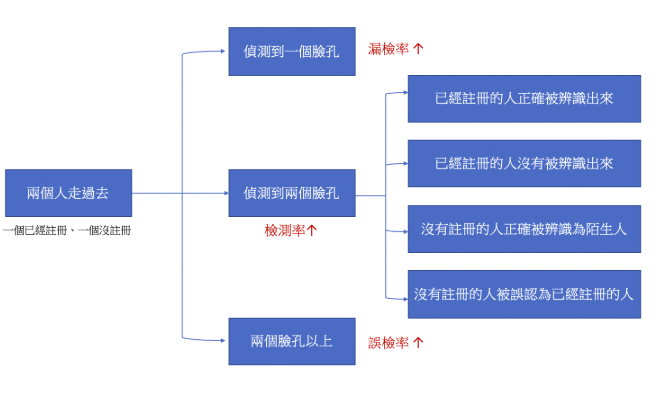 兩個人走過去
一個已經註冊、一個沒註冊
偵測到一個臉孔
漏檢率↑
偵測到兩個臉孔
檢測率↑
已經註冊的人正確被辨識出來
已經註冊的人沒有被辨識出來
沒有註冊的人正確被辨識為陌生人
沒有註冊的人被誤認為已經註冊的人
兩個臉孔以上
誤檢率↑